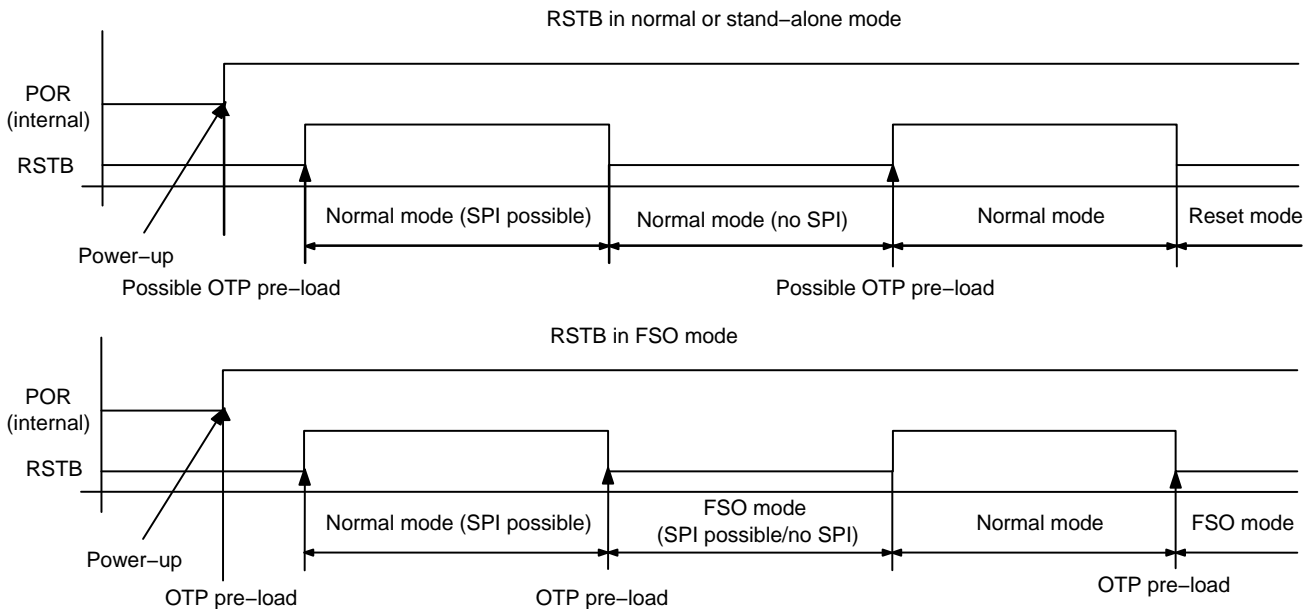 RSTB in normal or stand−alone mode
POR
(internal)
RSTB
Normal mode (SPI possible)
Normal mode (no SPI)
Normal mode
Reset mode
Power−up
Possible OTP pre−load
Possible OTP pre−load
RSTB in FSO mode
POR
(internal)
RSTB
Normal mode (SPI possible)
FSO mode
(SPI possible/no SPI)
Normal mode
FSO mode
Power−up
OTP pre−load
OTP pre−load
OTP pre−load